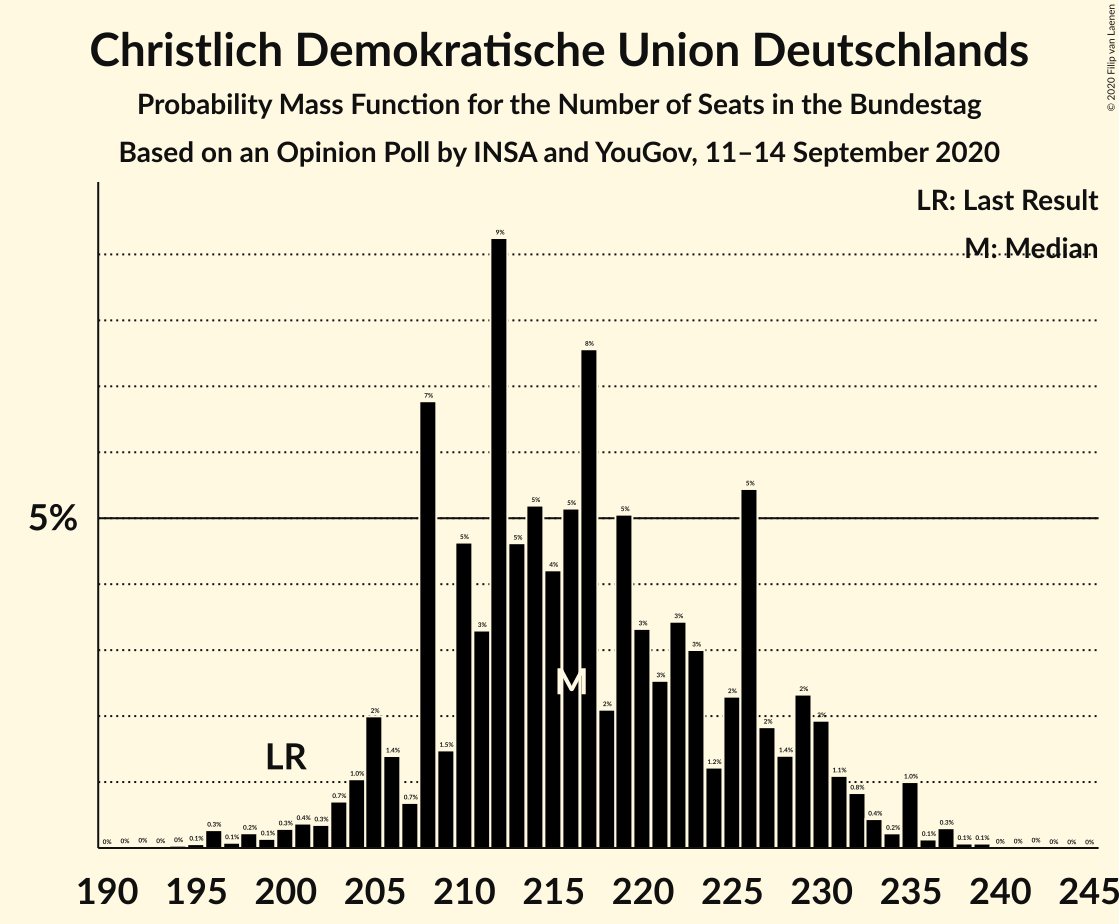 Christlich Demokratische Union Deutschlands
Probability Mass Function for the Number of Seats in the Bundestag
Based on an Opinion Poll by INSA and YouGov, 11–14 September 2020
© 2020 Filip van Laenen
LR: Last Result
M: Median
5%
LR
M
0% 0% 0% 0% 0% 0.1% 0.3% 0.1% 0.2% 0.1% 0.3% 0.4% 0.3% 0.7% 1.0% 2% 1.4% 0.7% 7% 1.5% 5% 3% 9% 5% 5% 4% 5% 8% 2% 5% 3% 3% 3% 3% 1.2% 2% 5% 2% 1.4% 2% 2% 1.1% 0.8% 0.4% 0.2% 1.0% 0.1% 0.3% 0.1% 0.1% 0% 0% 0% 0% 0% 0%
190 195 200 205 210 215 220 225 230 235 240 245